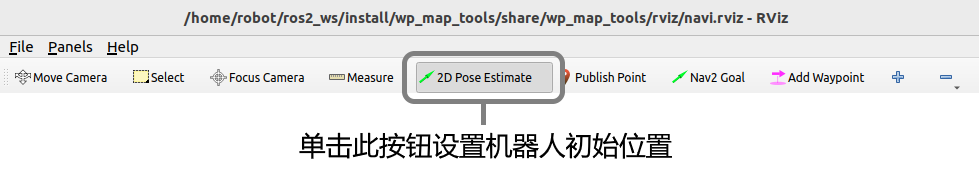 /home/robot/ros2_ws/install/wp_map_tools/share/wp_map_tools/rviz/navi.rviz - RViz
File Panels Help
Move Camera Select Focus Camera Measure 2D Pose Estimate Publish Point Nav2 Goal Add Waypoint
单击此按钮设置机器人初始位置